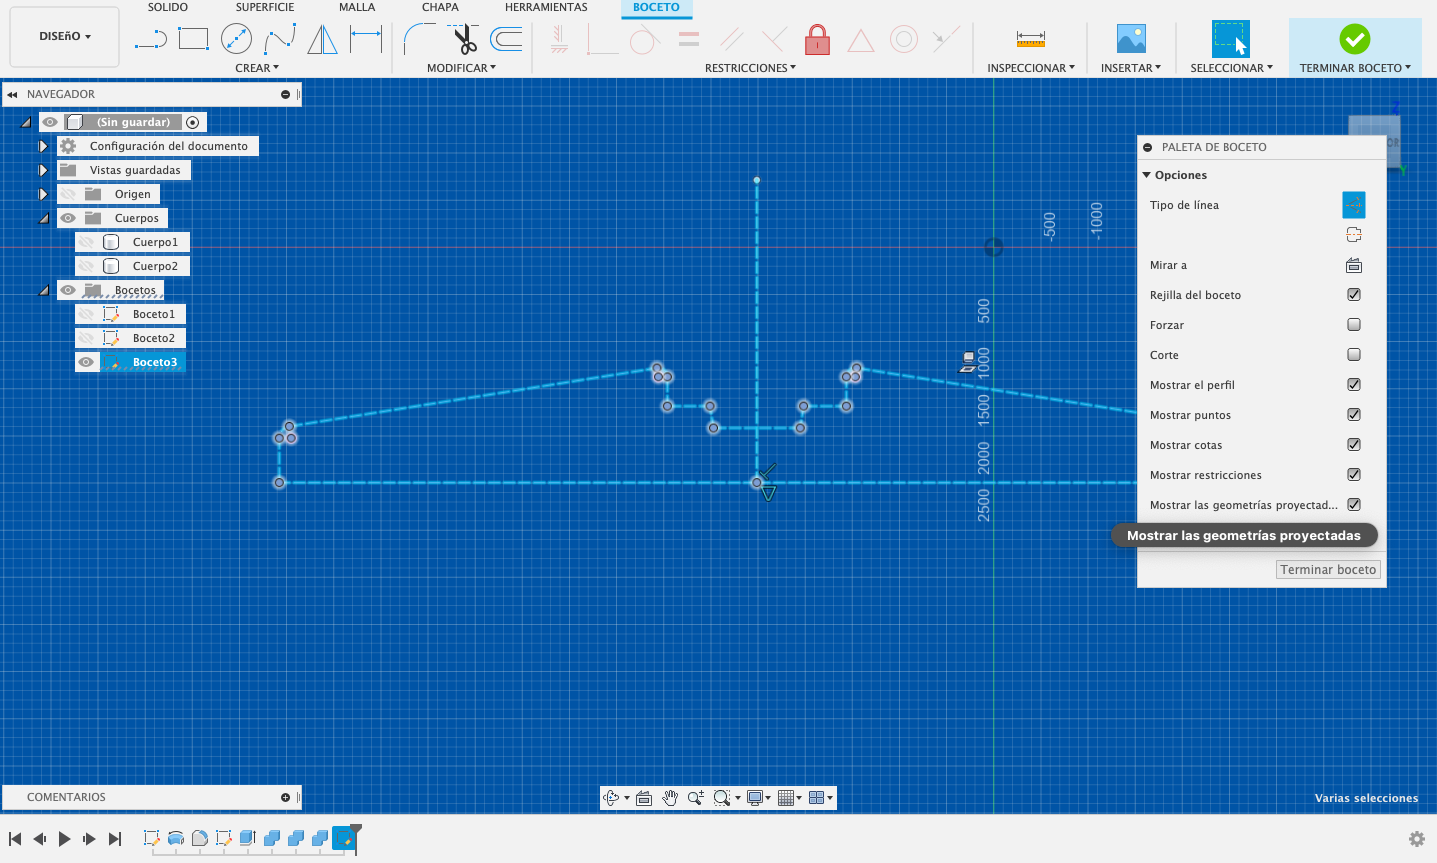 SOLIDO SUPERFICIE MALLA CHAPA HERRAMIENTAS BOCETO
DISEñO
CREAR MODIFICAR RESTRICCIONES INSPECCIONAR INSERTAR SELECCIONAR TERMINAR BOCETO
NAVEGADOR
(Sin guardar)
Configuración del documento
Vistas guardadas
Origen
Cuerpos
Cuerpo1
Cuerpo2
Bocetos
Boceto1
Boceto2
Boceto3
Z
Y
-500
-1000
500
1000
1500
2000
2500
PALETA DE BOCETO
Opciones
Tipo de línea
Mirar a
Rejilla del boceto
Forzar
Corte
Mostrar el perfil
Mostrar puntos
Mostrar cotas
Mostrar restricciones
Mostrar las geometrías proyectad...
Mostrar las geometrías proyectadas
Terminar boceto
COMENTARIOS
Varias selecciones